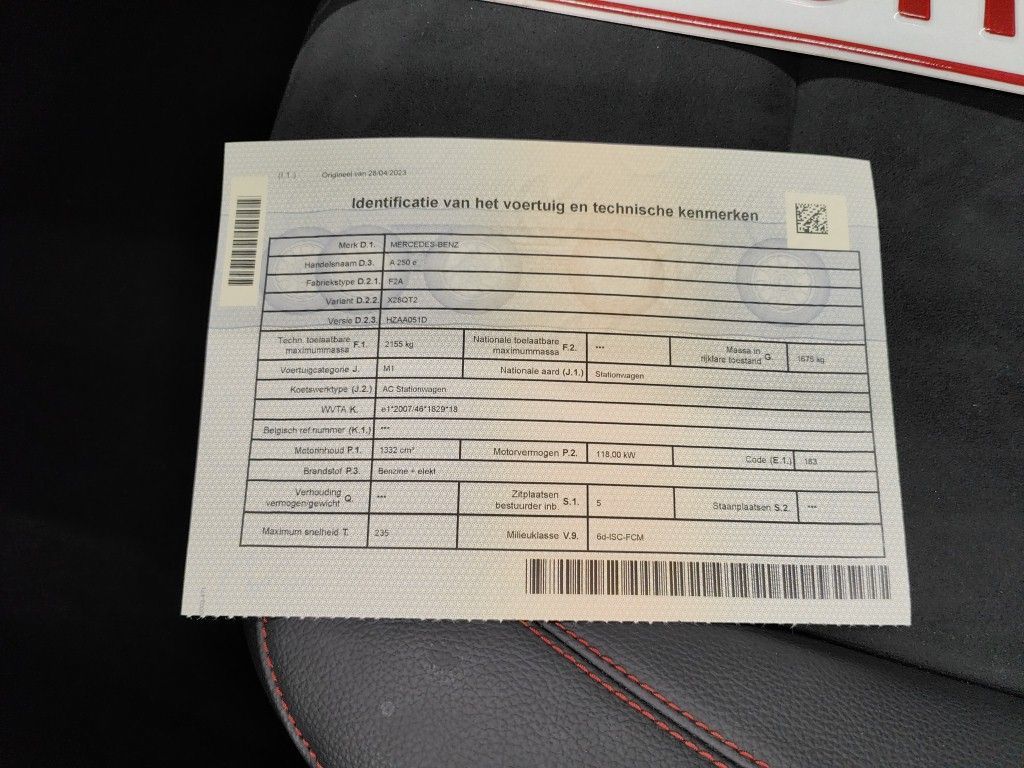 (I.1.) Origineel van 28/04/2023
Identificatie van het voertuig en technische kenmerken
Merk D.1. MERCEDES-BENZ
Handelsnaam D.3. A 250 e
Fabriekstype D.2.1. F2A
Variant D.2.2. X28QT2
Versie D.2.3. HZAA051D
Techn. toelaatbare maximummassa F.1. 2155 kg Nationale toelaatbare maximummassa F.2. *** Massa in rijklare toestand G. 1675 kg
Voertuigcategorie J. M1 Nationale aard (J.1.) Stationwagen
Koetswerktype (J.2.) AC Stationwagen
WVTA K. e1*2007/46*1829*18
Belgisch ref.nummer (K.1.) ***
Motorinhoud P.1. 1332 cm³ Motorvermogen P.2. 118,00 kW Code (E.1.) 183
Brandstof P.3. Benzine + elekt
Verhouding vermogen/gewicht Q. *** Zitplaatsen bestuurder inb. S.1. 5 Staanplaatsen S.2. ***
Maximum snelheid T. 235 Milieuklasse V.9. 6d-ISC-FCM